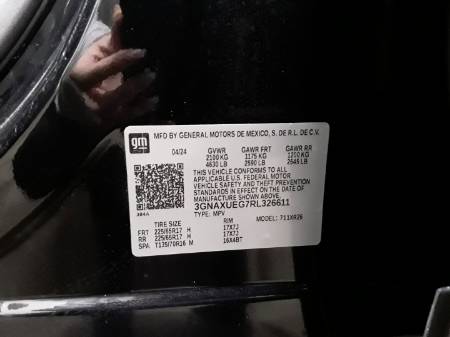 gm
MFD BY GENERAL MOTORS DE MEXICO, S. DE R.L. DE C.V.
04/24 GVWR GAWR FRT GAWR RR
2100 KG 1175 KG 1200 KG
4630 LB 2590 LB 2645 LB
THIS VEHICLE CONFORMS TO ALL
APPLICABLE U.S. FEDERAL MOTOR
VEHICLE SAFETY AND THEFT PREVENTION
STANDARDS IN EFFECT ON THE DATE OF
MANUFACTURE SHOWN ABOVE.
3GNAXUEG7RL326611
TYPE: MPV MODEL: 711XR26
TIRE SIZE RIM
FRT 225/65R17 H 17X7J
RR 225/65R17 H 17X7J
SPA T135/70R16 M 16X4BT